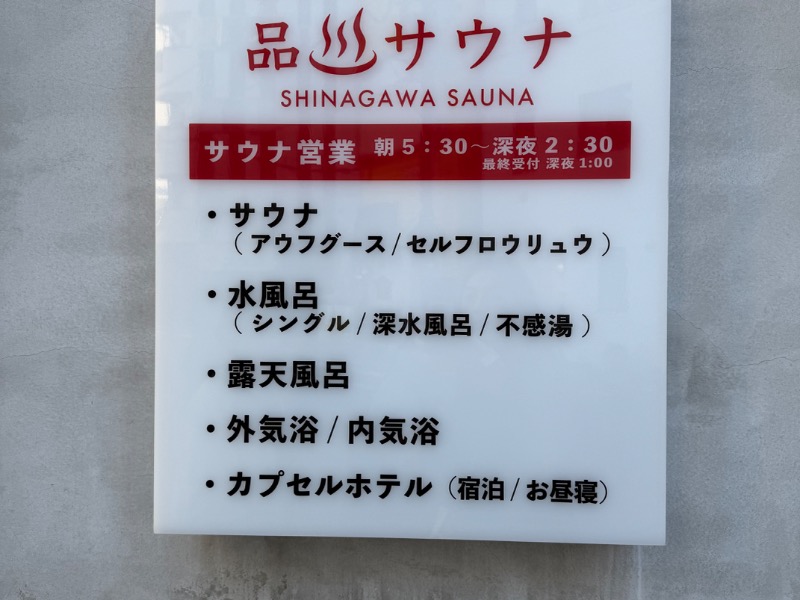 品川サウナ
SHINAGAWA SAUNA
サウナ営業 朝5:30～深夜2:30
最終受付 深夜1:00
・サウナ
（アウフグース/セルフロウリュウ）
・水風呂
（シングル/深水風呂/不感湯）
・露天風呂
・外気浴/内気浴
・カプセルホテル（宿泊/お昼寝）